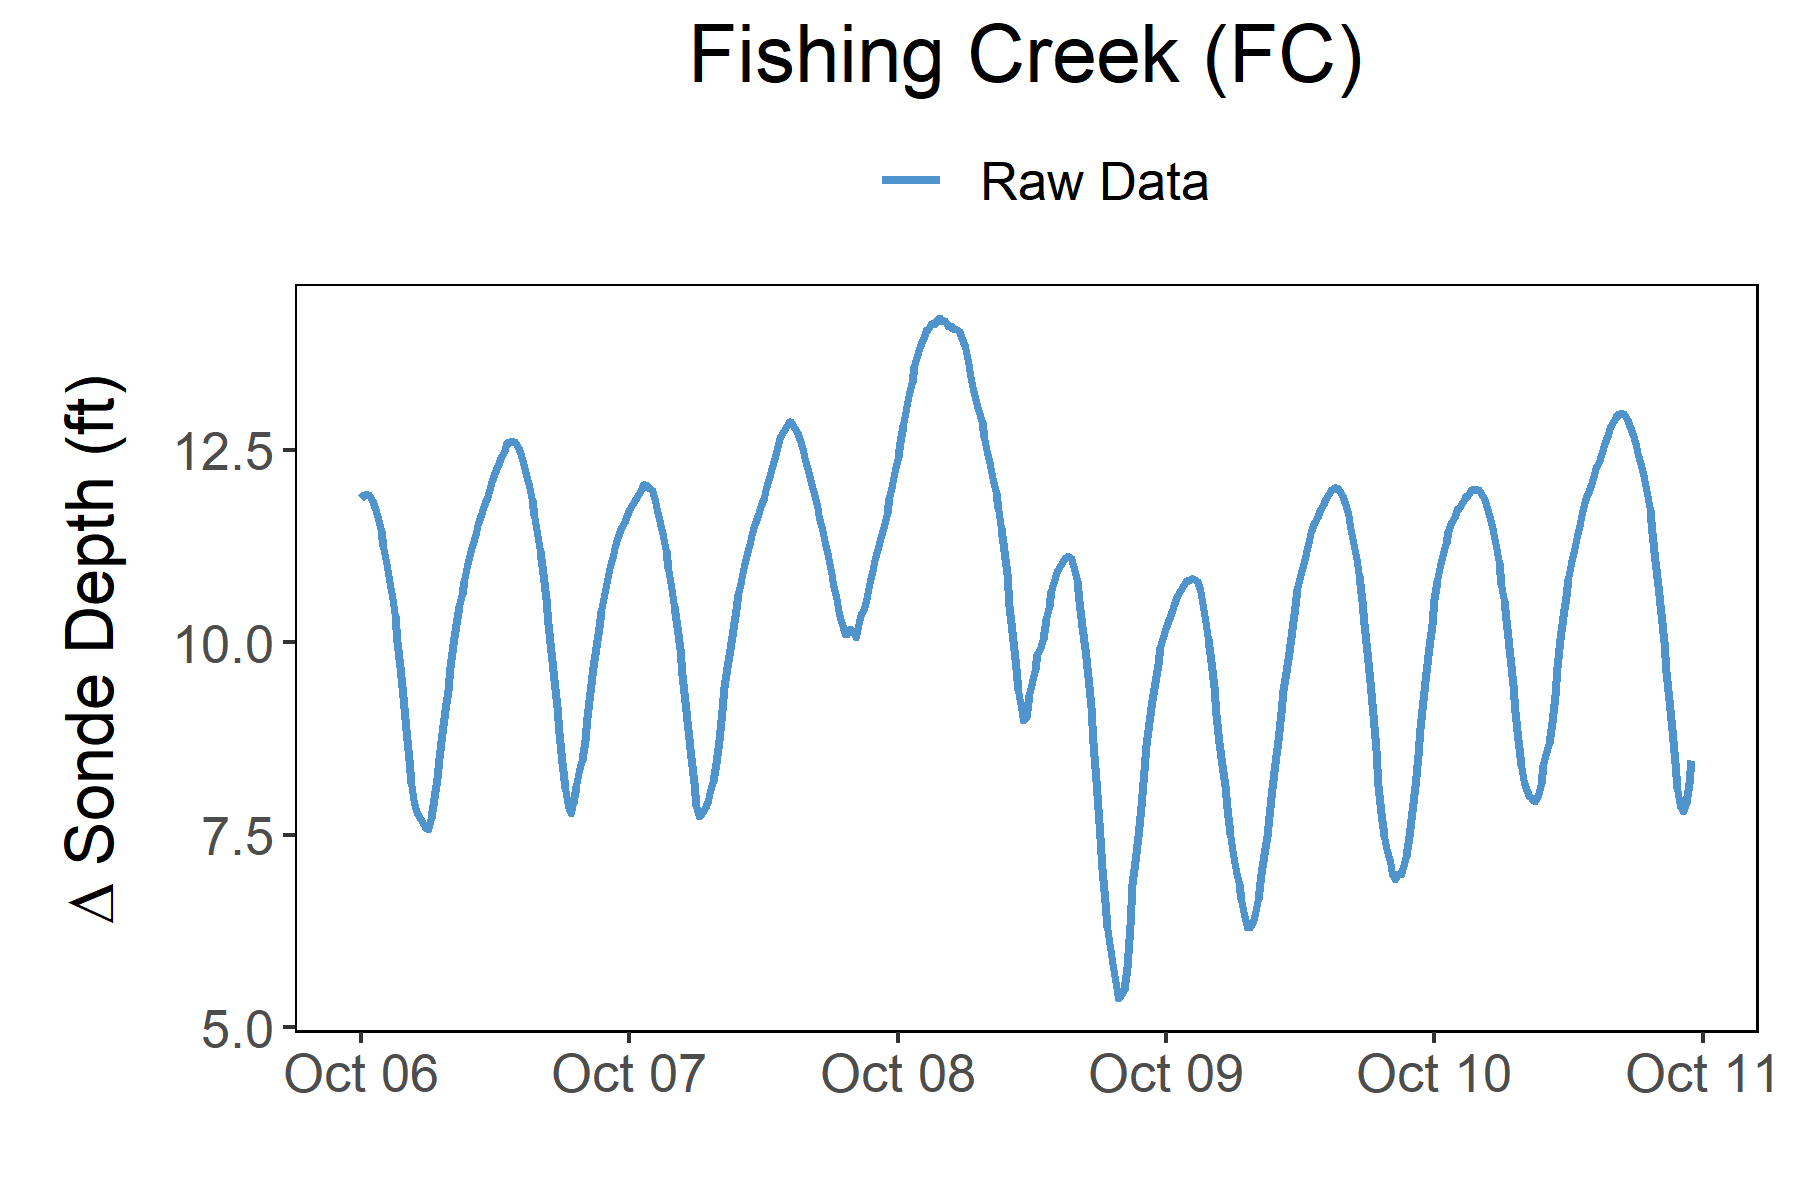 Fishing Creek (FC)
Raw Data
Δ Sonde Depth (ft)
12.5
10.0
7.5
5.0
Oct 06 Oct 07 Oct 08 Oct 09 Oct 10 Oct 11